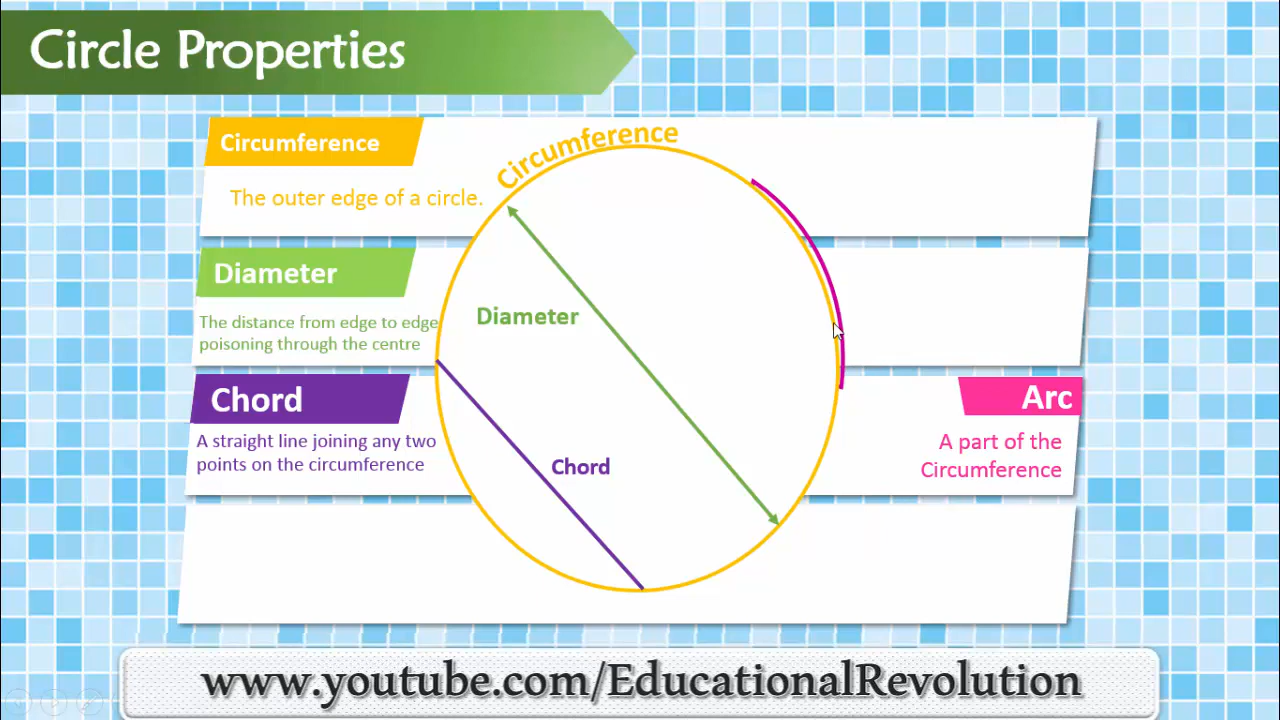 Circle Properties
Circumference
Circumference
The outer edge of a circle.
Diameter
The distance from edge to edge
poisoning through the centre
Diameter
Chord
A straight line joining any two
points on the circumference
Chord
Arc
A part of the
Circumference
www.youtube.com/EducationalRevolution